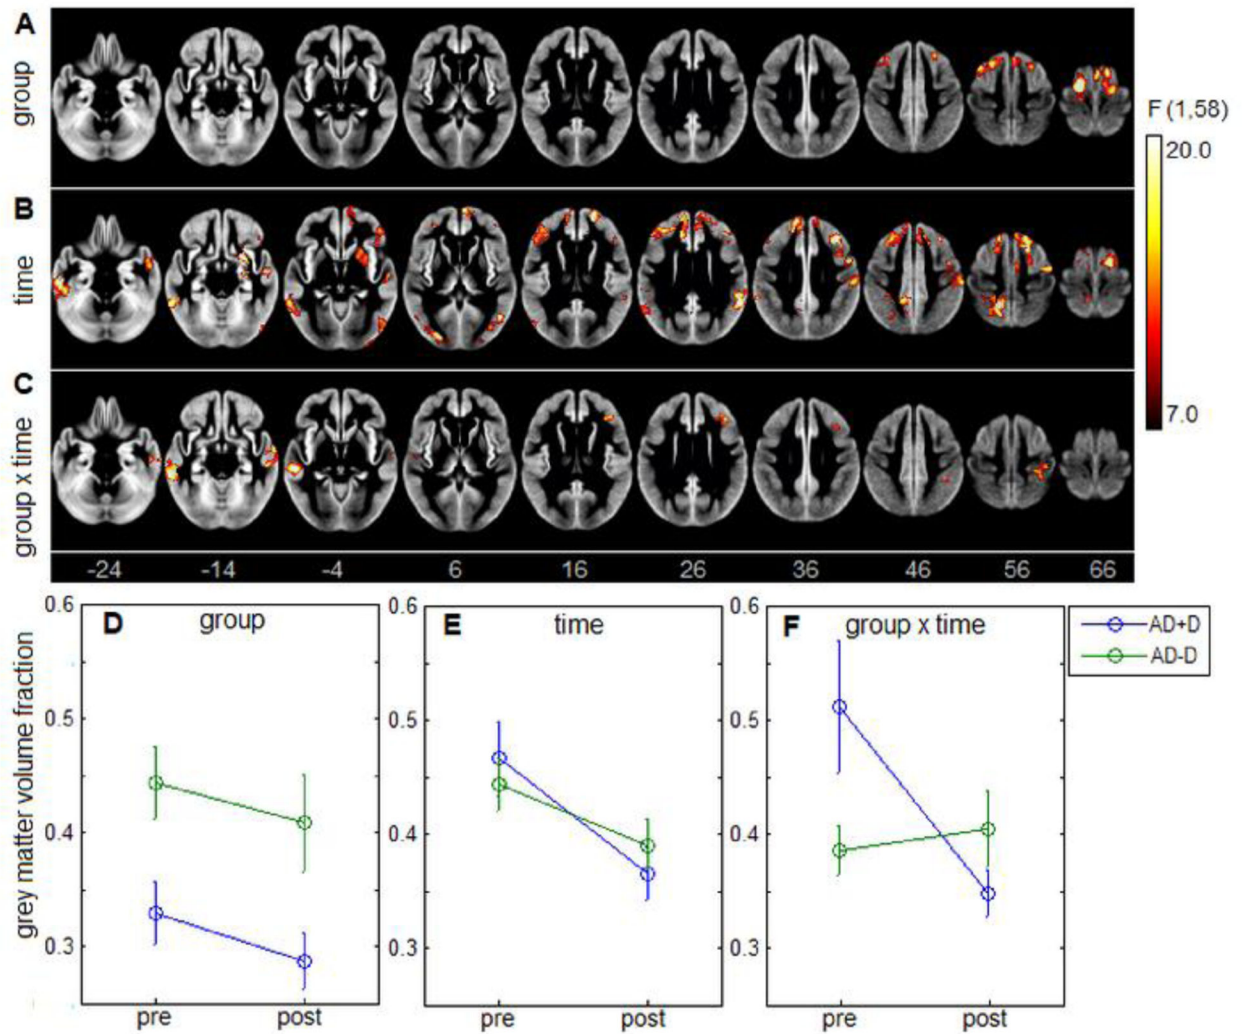 A
group
F (1,58)
20.0
7.0
B
time
C
group x time
-24 -14 -4 6 16 26 36 46 56 66
D
group
E
time
F
group x time
AD+D
AD-D
grey matter volume fraction
0.6
0.5
0.4
0.3
pre post
0.6
0.5
0.4
0.3
pre post
0.6
0.5
0.4
0.3
pre post